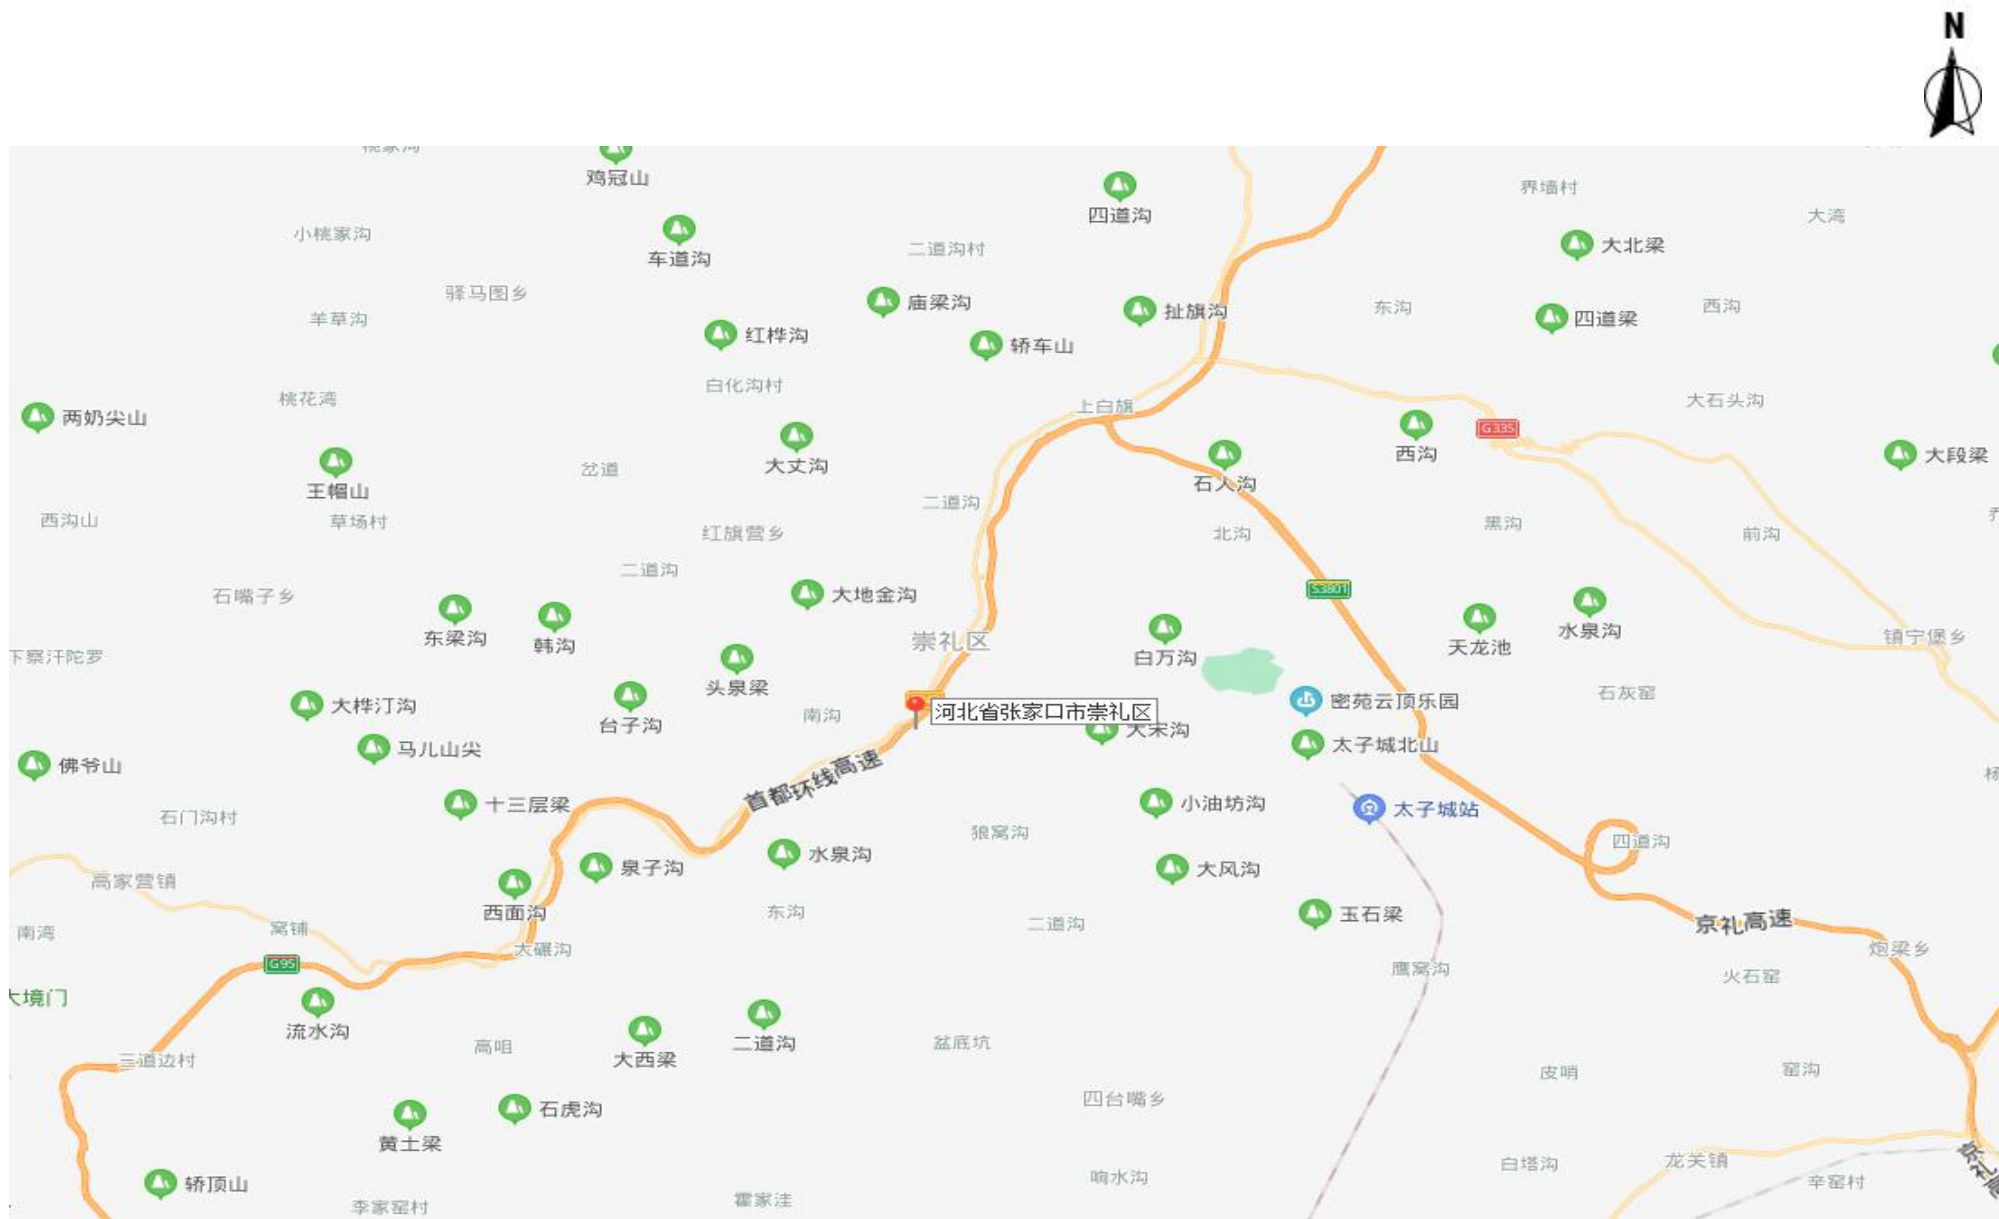 N
鸡冠山
四道沟
界墙村
大湾
小桃家沟
车道沟
二道沟村
大北梁
驿马图乡
庙梁沟
羊草沟
红桦沟
扯旗沟
东沟
四道梁
西沟
轿车山
白化沟村
桃花湾
上白旗
大石头沟
两奶尖山
G335
王帽山
大丈沟
岔道
西沟
大段梁
石人沟
二道沟
西沟山
草场村
红旗营乡
北沟
黑沟
前沟
二道沟
石嘴子乡
大地金沟
S3801
东梁沟
韩沟
崇礼区
白万沟
天龙池
水泉沟
镇宁堡乡
下察汗陀罗
头泉梁
石灰窑
大桦汀沟
台子沟
南沟
河北省张家口市崇礼区
大宋沟
密苑云顶乐园
马儿山尖
太子城北山
佛爷山
首都环线高速
十三层梁
小油坊沟
太子城站
石门沟村
狼窝沟
四道沟
泉子沟
水泉沟
大风沟
高家营镇
西面沟
东沟
二道沟
玉石梁
京礼高速
南湾
窝铺
大碾沟
炮梁乡
G95
鹰窝沟
火石窑
大境门
流水沟
高咀
大西梁
二道沟
盆底坑
三道边村
皮哨
窑沟
四台嘴乡
黄土梁
石虎沟
轿顶山
响水沟
白塔沟
龙关镇
辛窑村
李家窑村
霍家洼